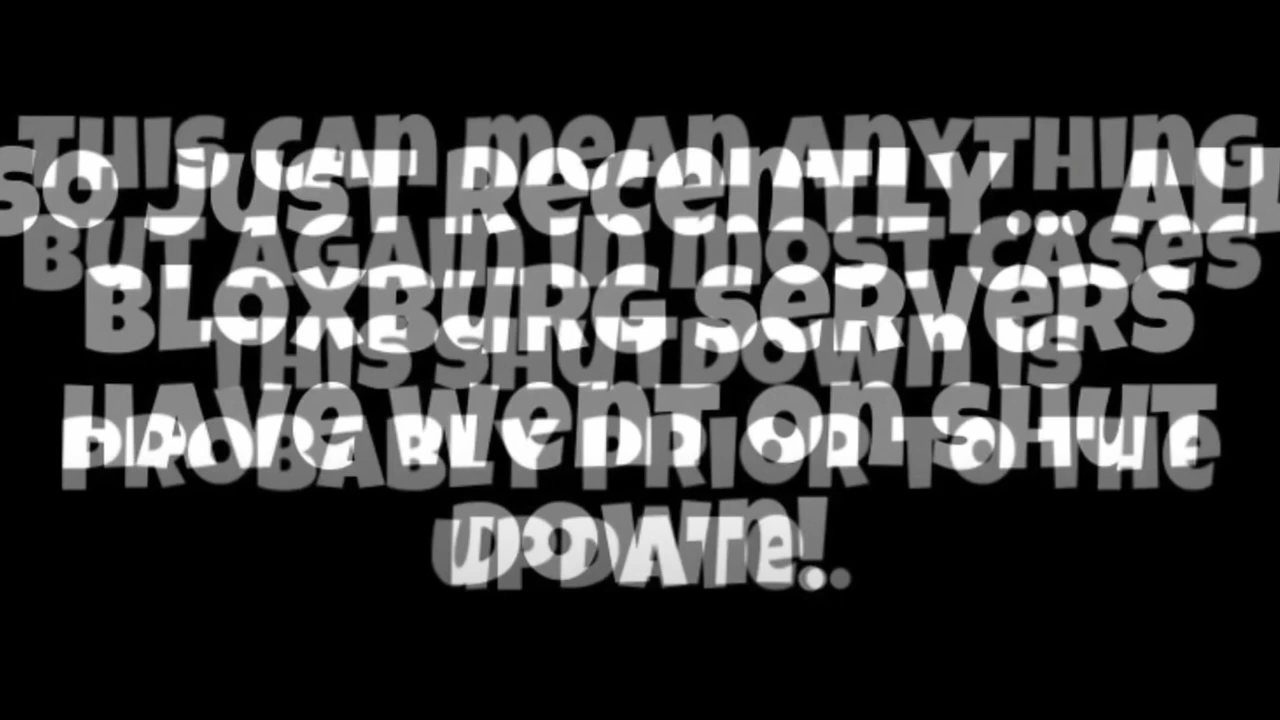 SO JUST RECENTLY... ALL
BLOXBURG SERVERS
HAVE WENT ON SHUT
DOWN!
THIS CAN MEAN ANYTHING
BUT AGAIN IN MOST CASES
THIS SHUTDOWN IS
PROBABLY PRIOR TO THE
UPDATE..